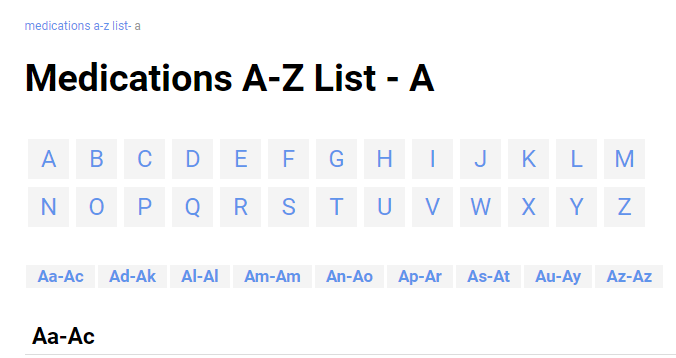 medications a-z list- a
Medications A-Z List - A
A B C D E F G H I J K L M
N O P Q R S T U V W X Y Z
Aa-Ac Ad-Ak Al-Al Am-Am An-Ao Ap-Ar As-At Au-Ay Az-Az
Aa-Ac